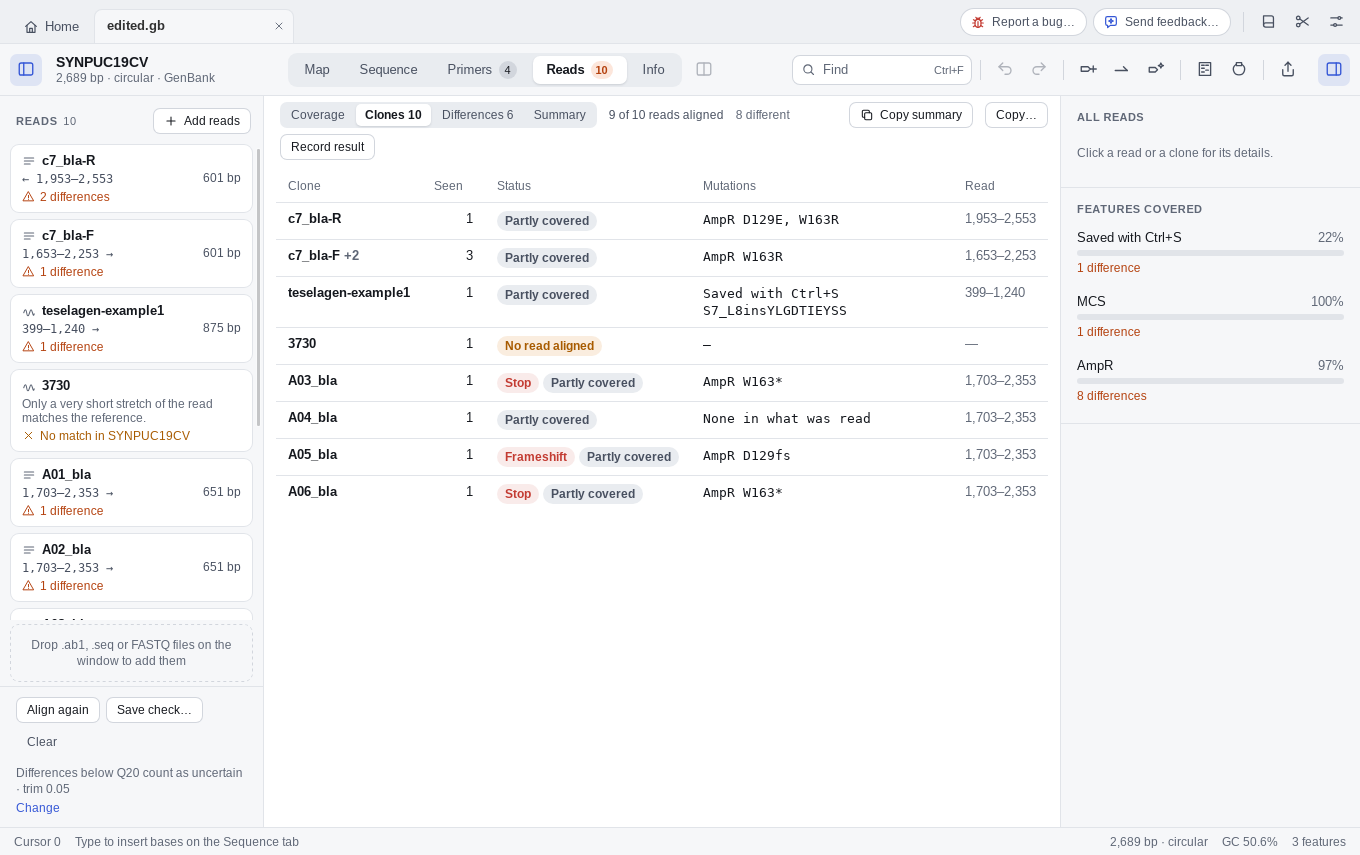 Home
edited.gb
Report a bug…
Send feedback…
SYNPUC19CV
2,689 bp · circular · GenBank
Map
Sequence
Primers 4
Reads 10
Info
Find
Ctrl+F
READS 10
Add reads
c7_bla-R
← 1,953–2,553
601 bp
2 differences
c7_bla-F
1,653–2,253 →
601 bp
1 difference
teselagen-example1
399–1,240 →
875 bp
1 difference
3730
Only a very short stretch of the read
matches the reference.
No match in SYNPUC19CV
A01_bla
1,703–2,353 →
651 bp
1 difference
A02_bla
1,703–2,353 →
651 bp
1 difference
Drop .ab1, .seq or FASTQ files on the
window to add them
Align again
Save check…
Clear
Differences below Q20 count as uncertain
· trim 0.05
Change
Coverage
Clones 10
Differences 6
Summary
9 of 10 reads aligned
8 different
Copy summary
Copy…
Record result
Clone Seen Status Mutations Read
c7_bla-R 1 Partly covered AmpR D129E, W163R 1,953–2,553
c7_bla-F +2 3 Partly covered AmpR W163R 1,653–2,253
teselagen-example1 1 Partly covered Saved with Ctrl+S 399–1,240
S7_L8insYLGDTIEYSS
3730 1 No read aligned — —
A03_bla 1 Stop Partly covered AmpR W163* 1,703–2,353
A04_bla 1 Partly covered None in what was read 1,703–2,353
A05_bla 1 Frameshift Partly covered AmpR D129fs 1,703–2,353
A06_bla 1 Stop Partly covered AmpR W163* 1,703–2,353
ALL READS
Click a read or a clone for its details.
FEATURES COVERED
Saved with Ctrl+S 22%
1 difference
MCS 100%
1 difference
AmpR 97%
8 differences
Cursor 0
Type to insert bases on the Sequence tab
2,689 bp · circular
GC 50.6%
3 features